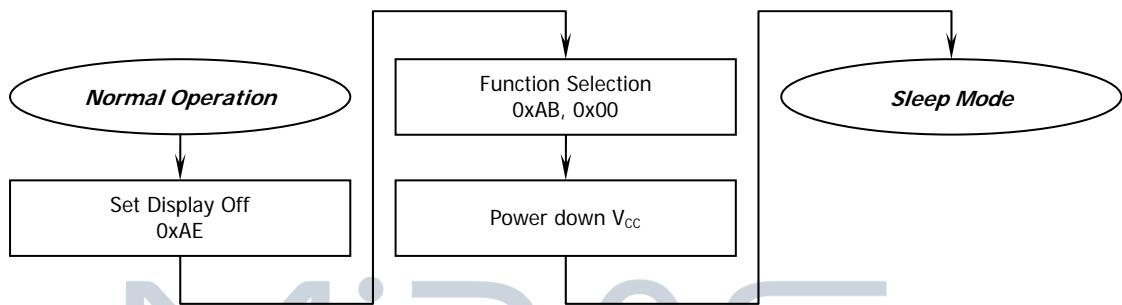 Normal Operation
Set Display Off
0xAE
Function Selection
0xAB, 0x00
Power down VCC
Sleep Mode